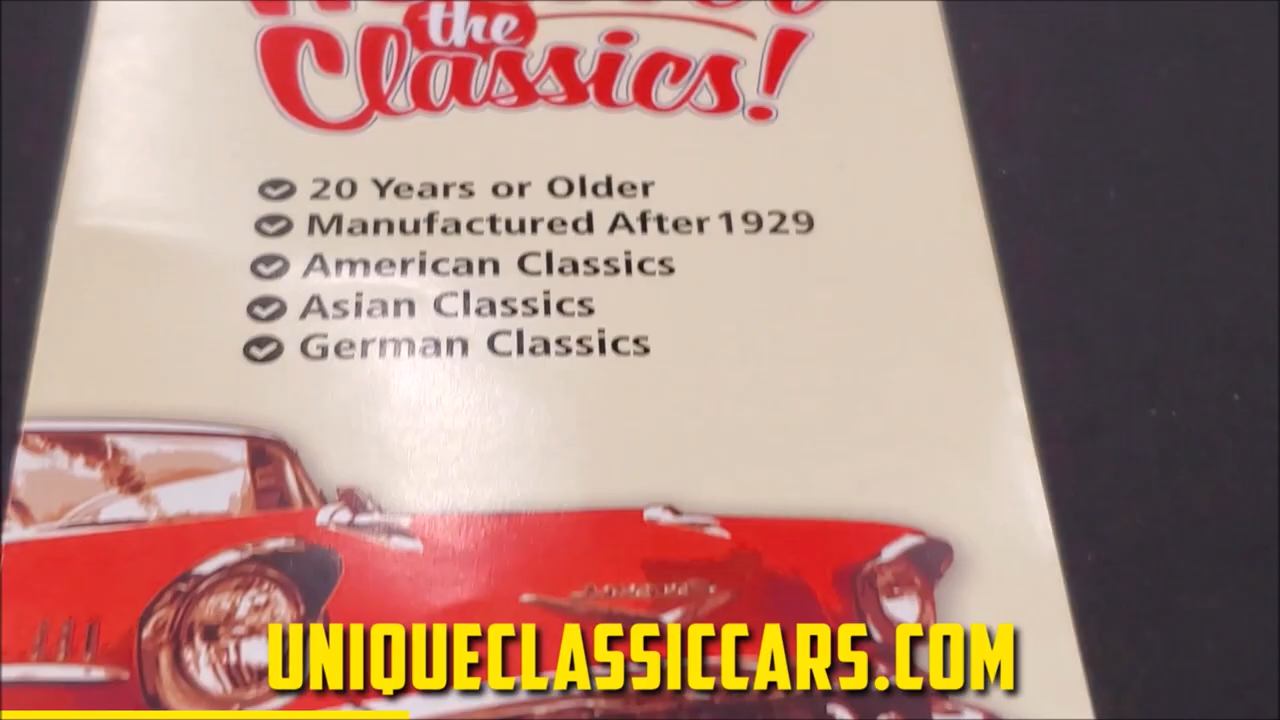 the
Classics!
20 Years or Older
Manufactured After 1929
American Classics
Asian Classics
German Classics
UNIQUECLASSICCARS.COM